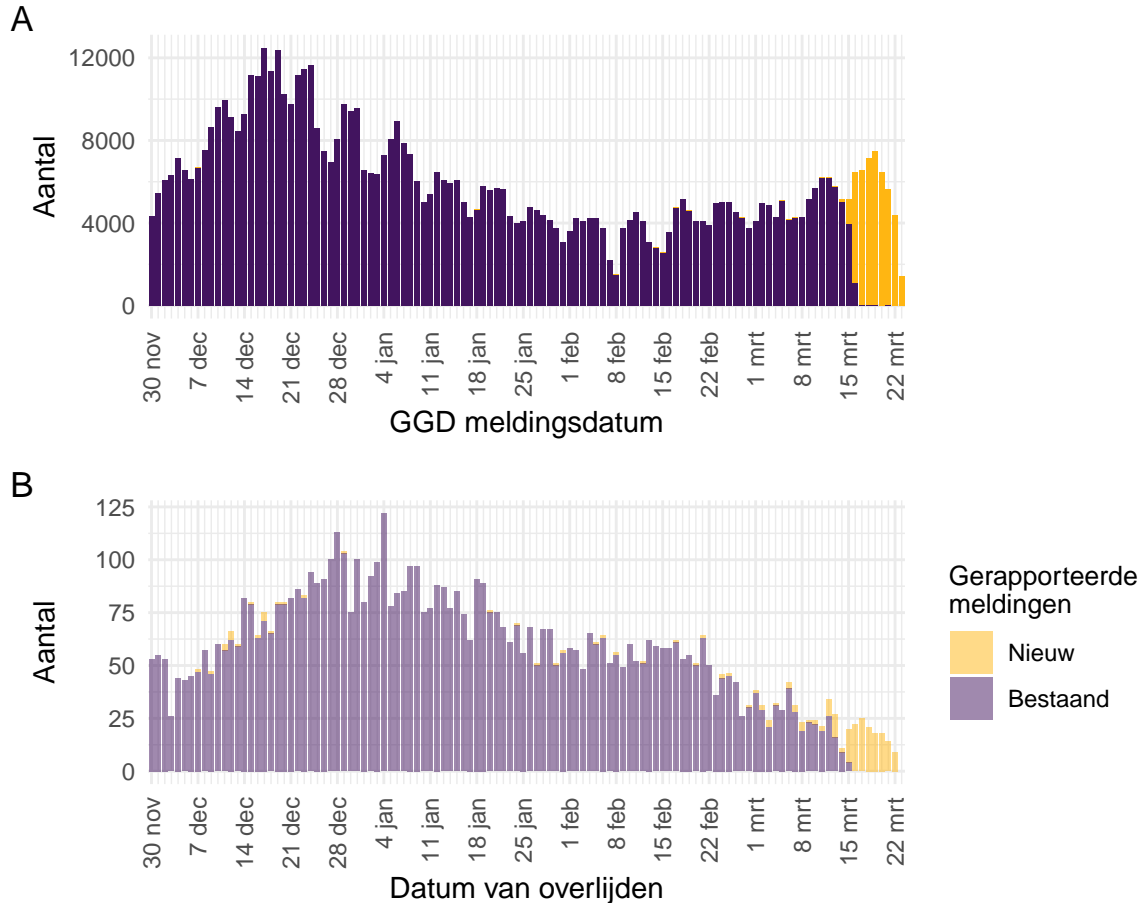 A
12000
8000
4000
0
Aantal
30 nov
7 dec
14 dec
21 dec
28 dec
4 jan
11 jan
18 jan
25 jan
1 feb
8 feb
15 feb
22 feb
1 mrt
8 mrt
15 mrt
22 mrt
GGD meldingsdatum
B
125
100
75
50
25
0
Aantal
30 nov
7 dec
14 dec
21 dec
28 dec
4 jan
11 jan
18 jan
25 jan
1 feb
8 feb
15 feb
22 feb
1 mrt
8 mrt
15 mrt
22 mrt
Datum van overlijden
Gerapporteerde
meldingen
Nieuw
Bestaand